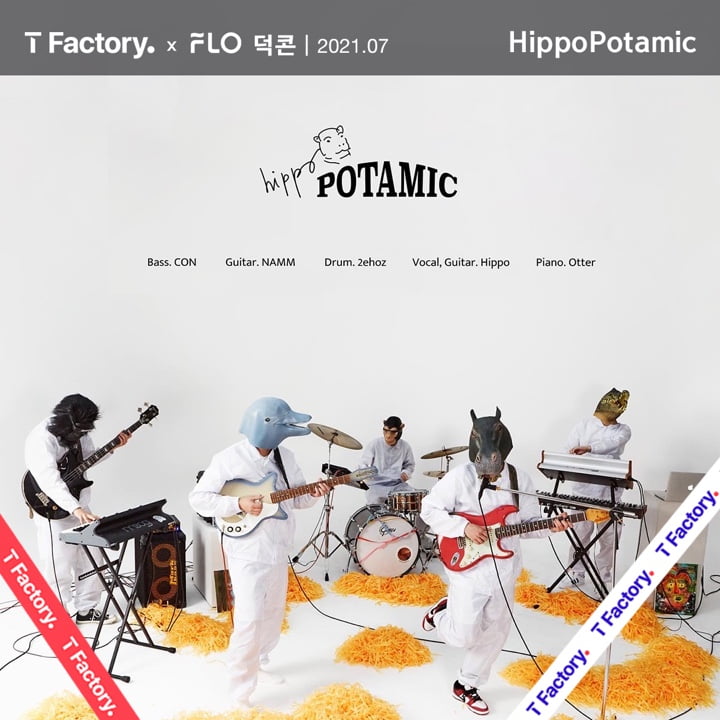 T Factory. x FLO 덕콘 | 2021.07
HippoPotamic
hippo POTAMIC
Bass. CON Guitar. NAMM Drum. 2ehoz Vocal, Guitar. Hippo Piano. Otter
T Factory. T Factory.
T Factory. T Factory. T Factory.